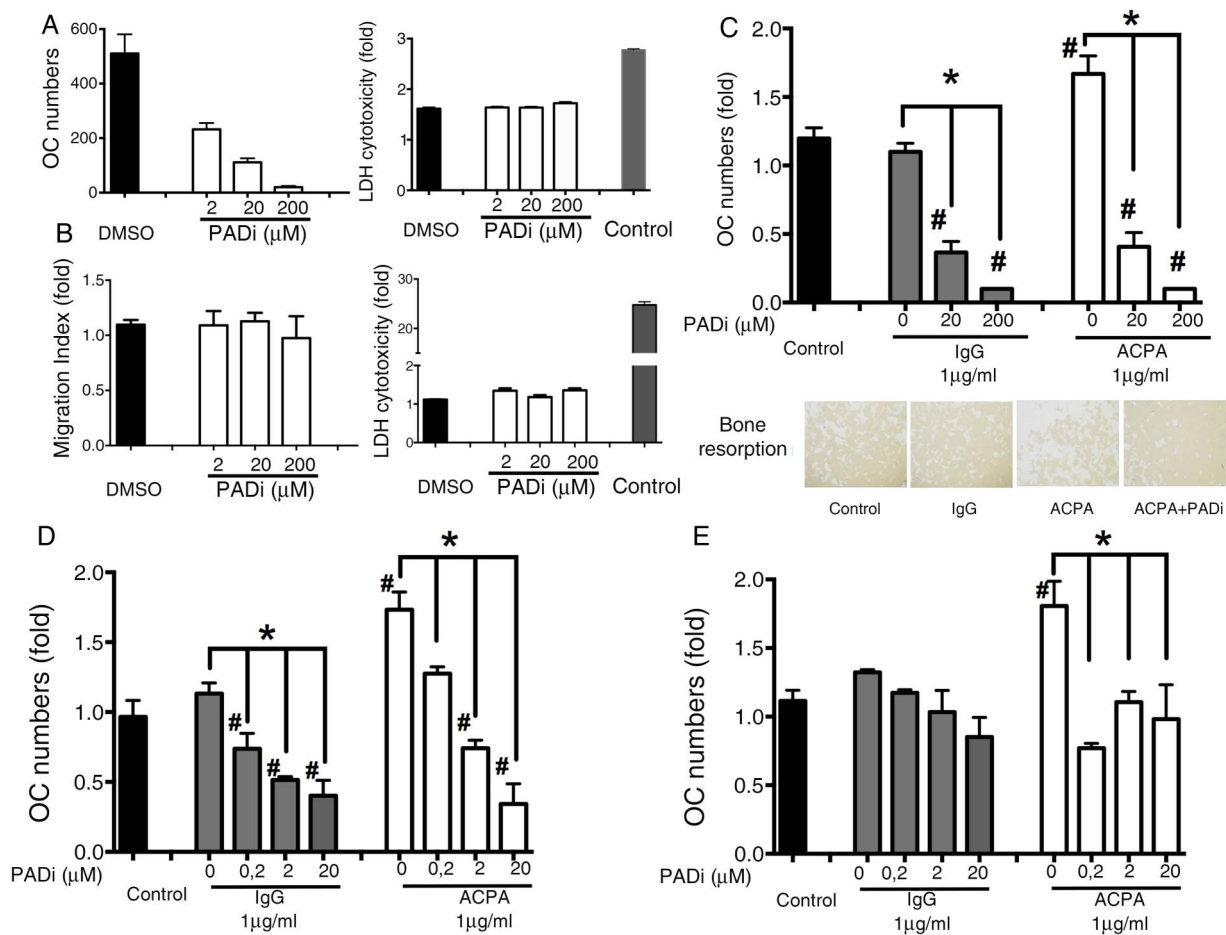 A
OC numbers
600
400
200
0
2 20 200
DMSO
PADi (μM)
LDH cytotoxicity (fold)
3
2
1
0
2 20 200
DMSO
PADi (μM)
Control
B
Migration Index (fold)
1.5
1.0
0.5
0.0
2 20 200
DMSO
PADi (μM)
LDH cytotoxicity (fold)
30
20
2
1
0
2 20 200
DMSO
PADi (μM)
Control
C
OC numbers (fold)
2.0
1.5
1.0
0.5
0.0
*
*
#
#
#
#
#
PADi (μM)
0 20 200
0 20 200
Control
IgG
1μg/ml
ACPA
1μg/ml
Bone
resorption
Control
IgG
ACPA
ACPA+PADi
D
OC numbers (fold)
2.0
1.5
1.0
0.5
0.0
*
*
#
#
#
#
#
#
PADi (μM)
0 0,2 2 20
0 0,2 2 20
Control
IgG
1μg/ml
ACPA
1μg/ml
E
OC numbers (fold)
2.0
1.5
1.0
0.5
0.0
*
#
PADi (μM)
0 0,2 2 20
0 0,2 2 20
Control
IgG
1μg/ml
ACPA
1μg/ml